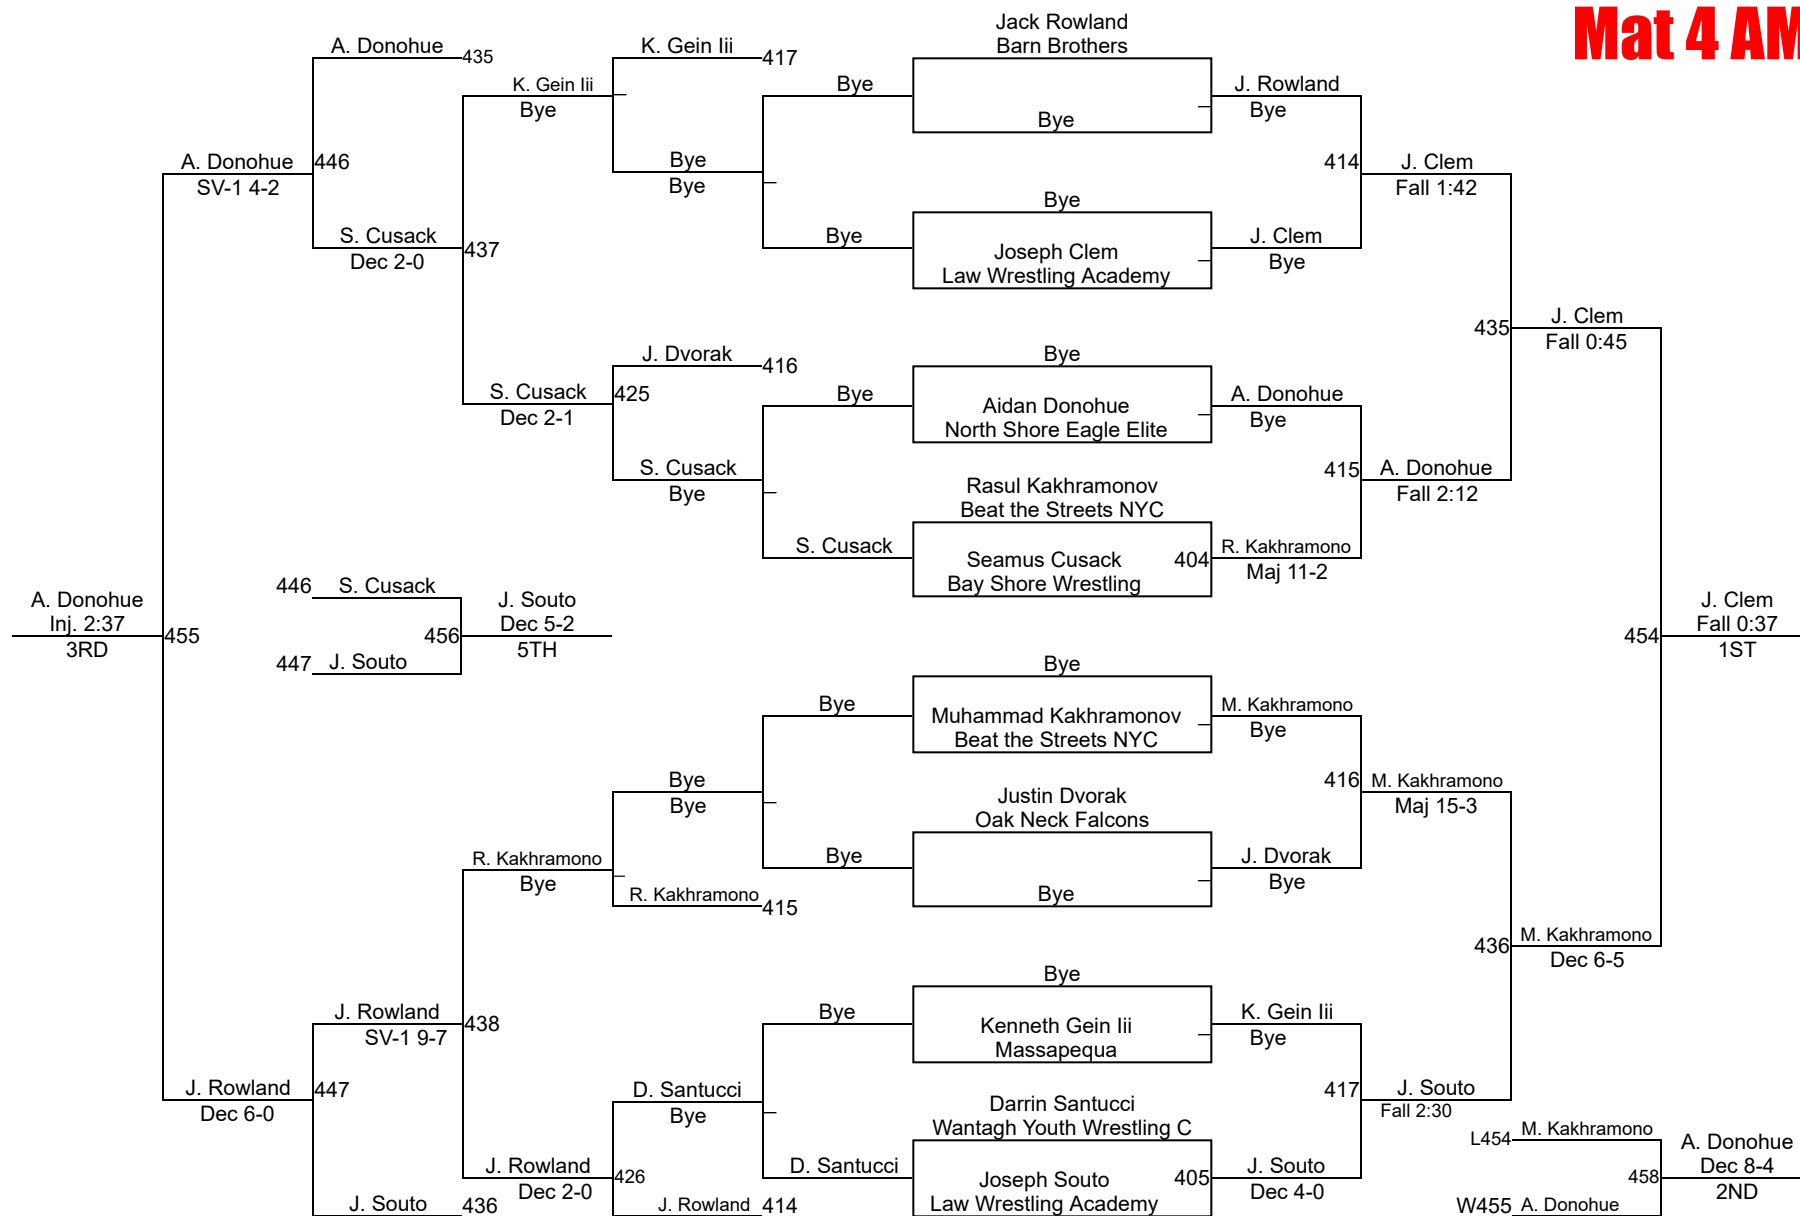 Mat 4 AM
Jack Rowland
Barn Brothers
A. Donohue
435
K. Gein Iii
417
K. Gein Iii
Bye
Bye
Bye
J. Rowland
Bye
A. Donohue
SV-1 4-2
446
Bye
Bye
414
J. Clem
Fall 1:42
Bye
S. Cusack
Dec 2-0
437
Bye
Joseph Clem
Law Wrestling Academy
J. Clem
Bye
435
J. Clem
Fall 0:45
J. Dvorak
416
Bye
S. Cusack
Dec 2-1
425
Bye
Aidan Donohue
North Shore Eagle Elite
A. Donohue
Bye
S. Cusack
Bye
Rasul Kakhramonov
Beat the Streets NYC
415
A. Donohue
Fall 2:12
S. Cusack
Seamus Cusack
Bay Shore Wrestling
404
R. Kakhramono
Maj 11-2
A. Donohue
Inj. 2:37
3RD
455
446
S. Cusack
447
J. Souto
456
J. Souto
Dec 5-2
5TH
454
J. Clem
Fall 0:37
1ST
Bye
Bye
Muhammad Kakhramonov
Beat the Streets NYC
M. Kakhramono
Bye
Bye
Bye
Justin Dvorak
Oak Neck Falcons
416
M. Kakhramono
Maj 15-3
R. Kakhramono
Bye
Bye
Bye
J. Dvorak
Bye
R. Kakhramono
415
436
M. Kakhramono
Dec 6-5
Bye
J. Rowland
SV-1 9-7
438
Bye
Kenneth Gein Iii
Massapequa
K. Gein Iii
Bye
J. Rowland
Dec 6-0
447
D. Santucci
Bye
Darrin Santucci
Wantagh Youth Wrestling C
417
J. Souto
Fall 2:30
L454
M. Kakhramono
J. Rowland
Dec 2-0
426
D. Santucci
Joseph Souto
Law Wrestling Academy
405
J. Souto
Dec 4-0
458
A. Donohue
Dec 8-4
2ND
J. Souto
436
J. Rowland
414
W455
A. Donohue